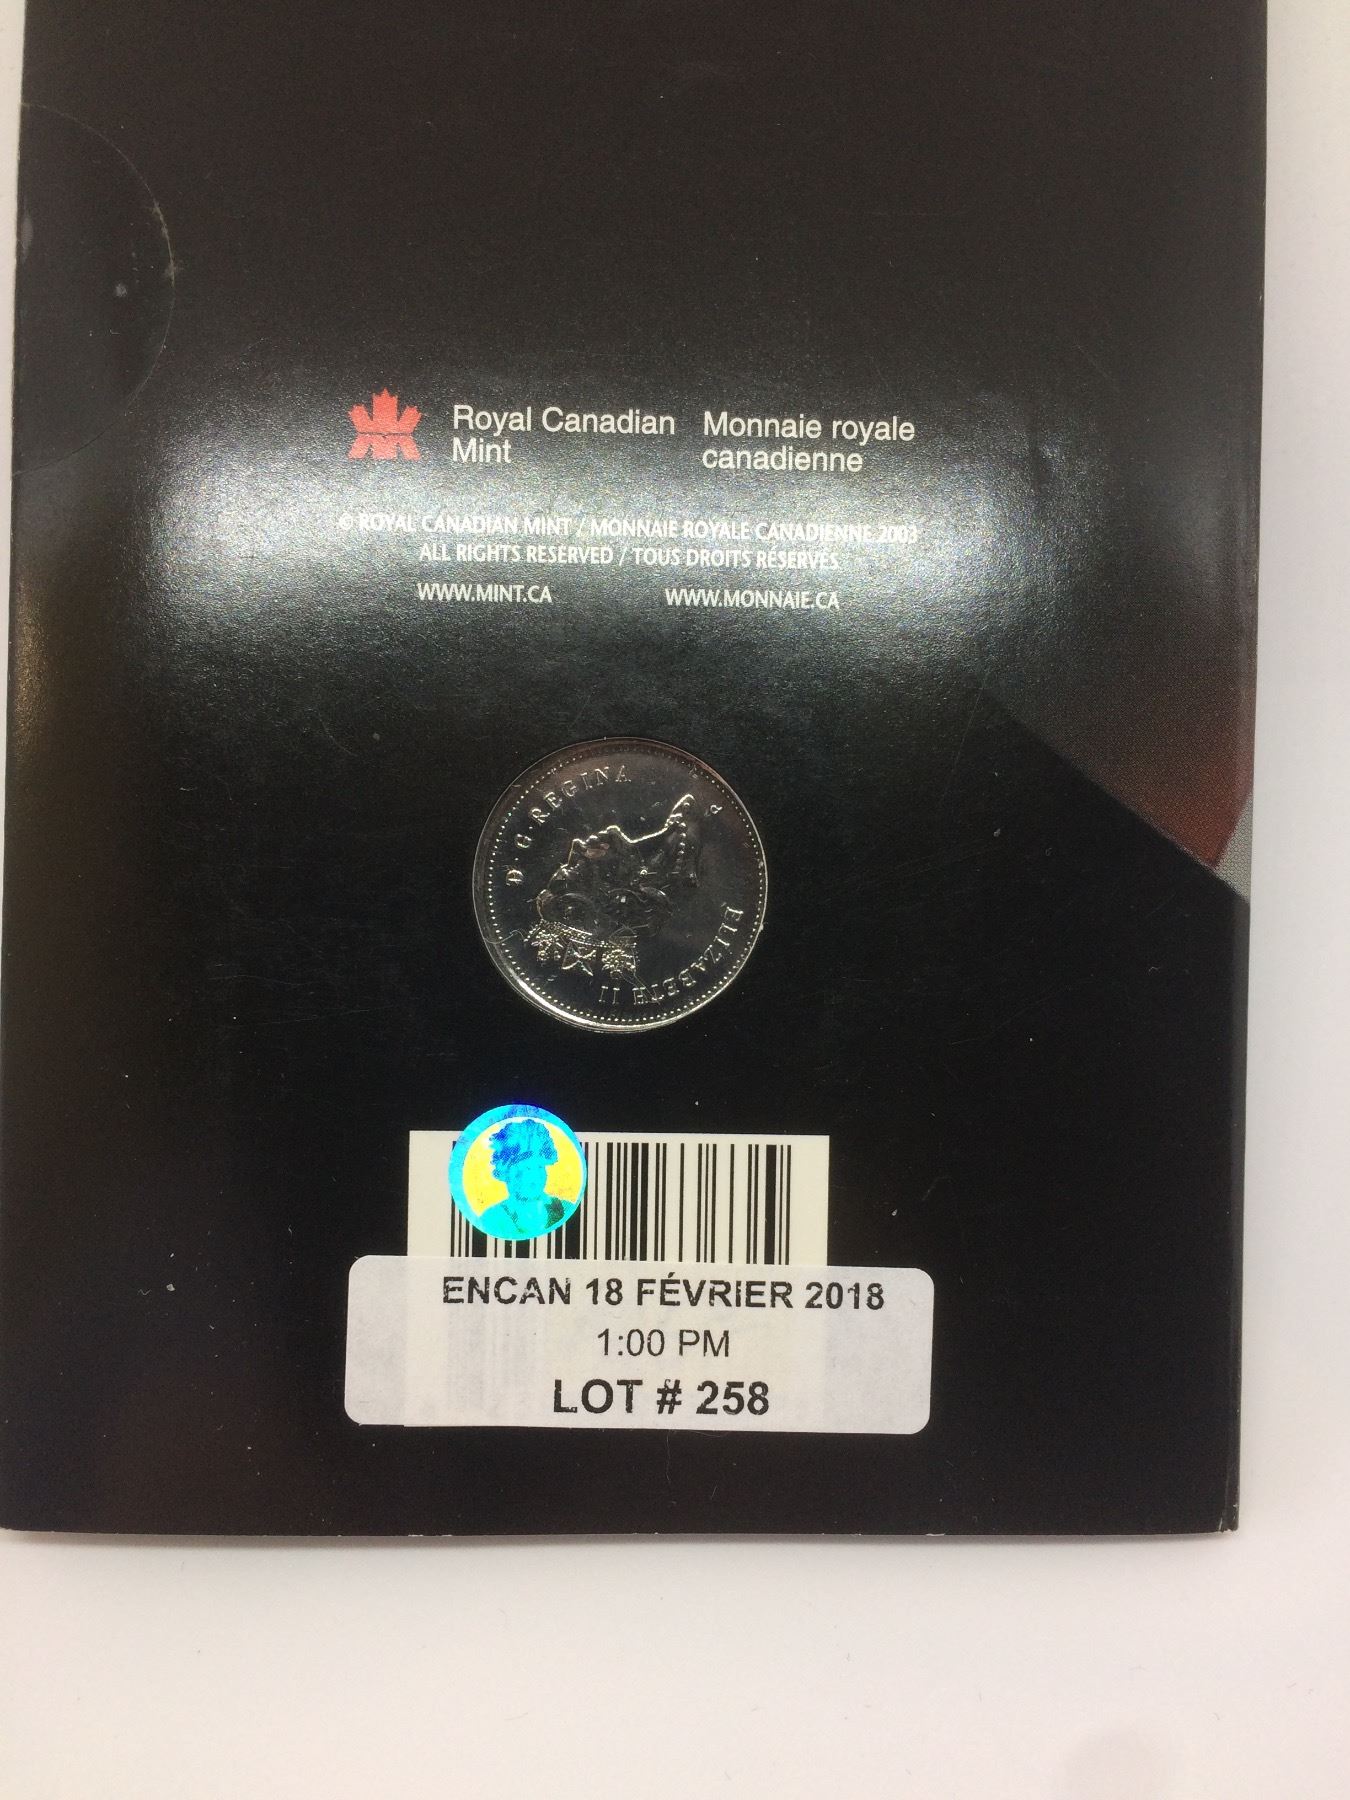 Royal Canadian
Mint
Monnaie royale
canadienne
© ROYAL CANADIAN MINT / MONNAIE ROYALE CANADIENNE 2003
ALL RIGHTS RESERVED / TOUS DROITS RÉSERVÉS
WWW.MINT.CA
WWW.MONNAIE.CA
ELIZABETH II D·G·REGINA
P
ENCAN 18 FÉVRIER 2018
1:00 PM
LOT # 258